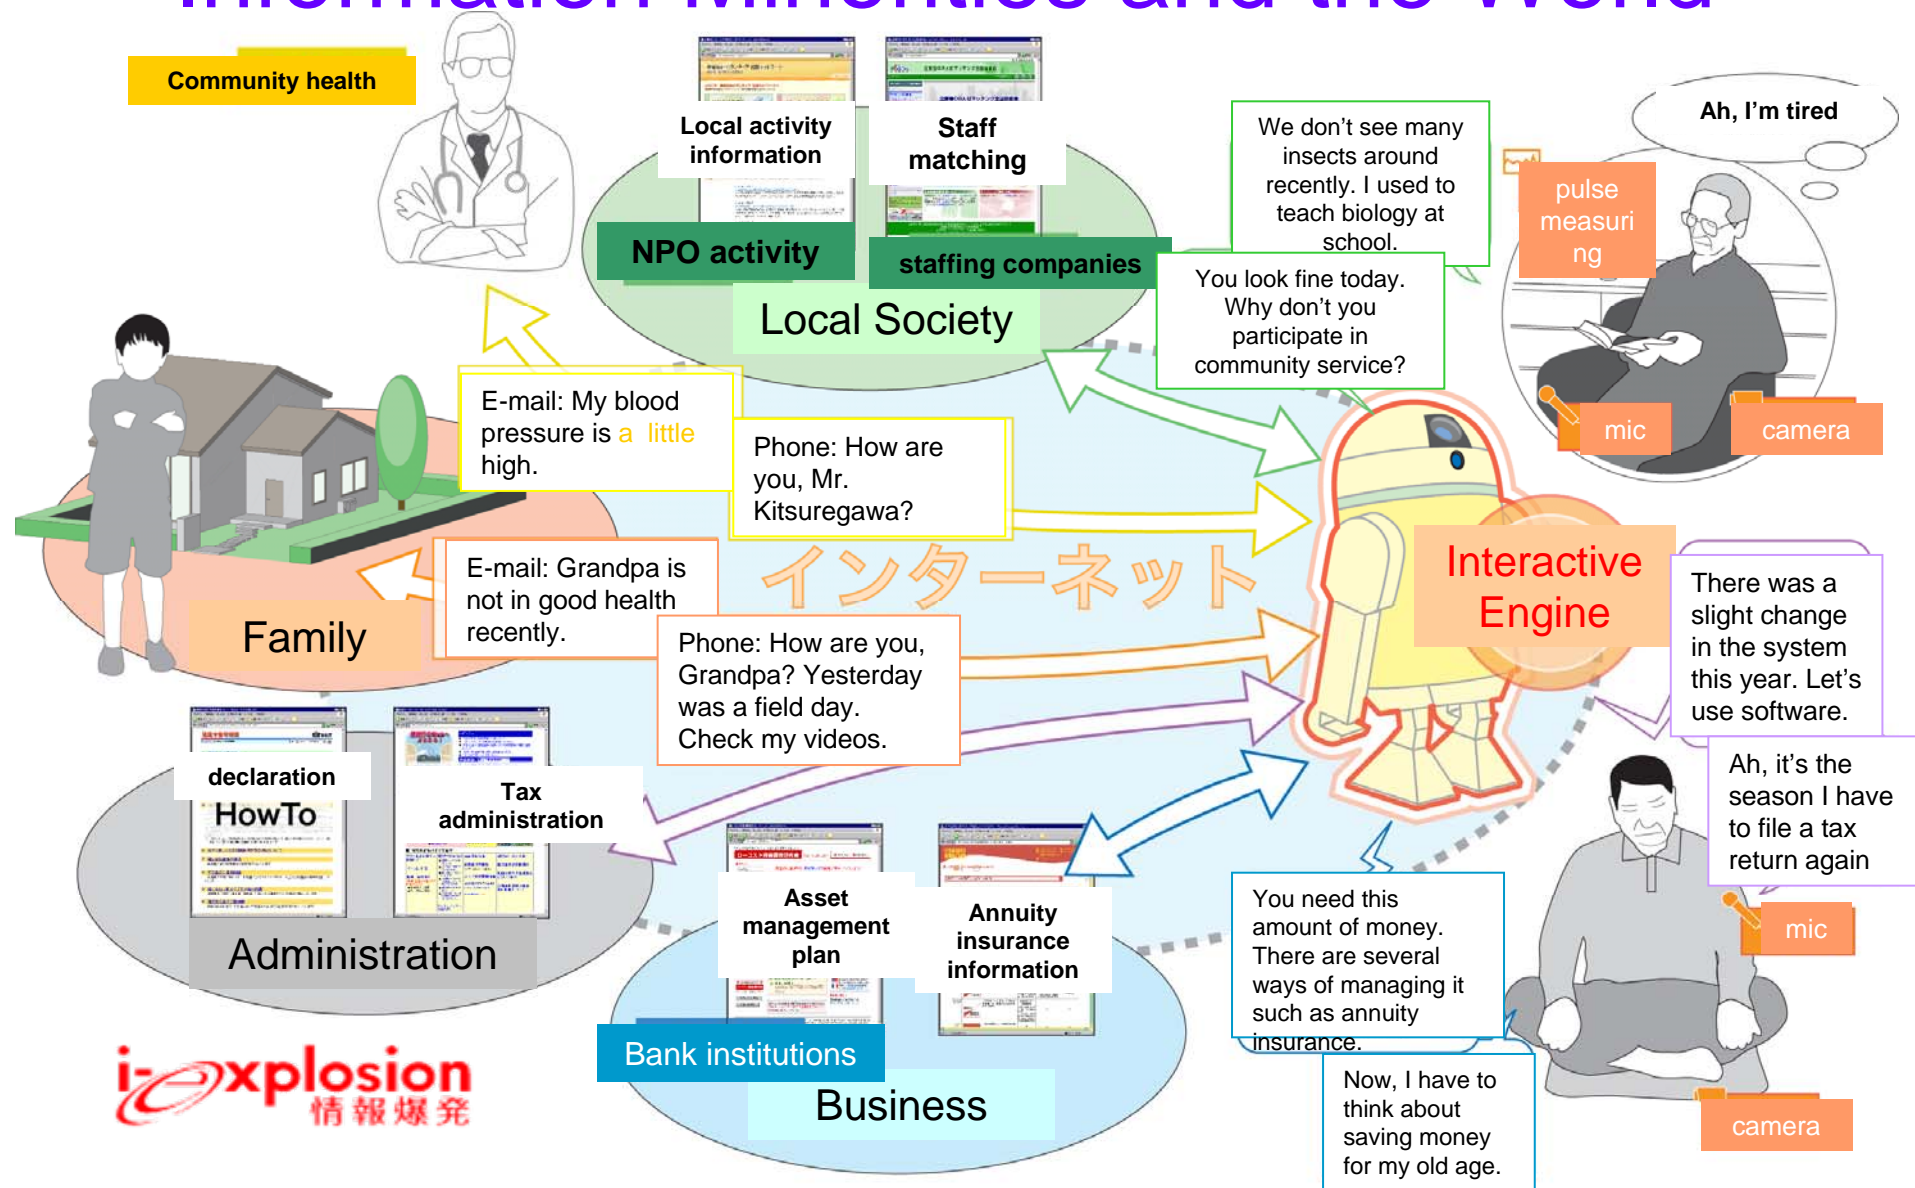 Information Minorities and the World
Community health
Local activity
information
Staff
matching
NPO activity
staffing companies
Local Society
We don't see many
insects around
recently. I used to
teach biology at
school.
You look fine today.
Why don't you
participate in
community service?
Ah, I'm tired
pulse
measuri
ng
mic
camera
E-mail: My blood
pressure is a little
high.
Phone: How are
you, Mr.
Kitsuregawa?
インターネット
E-mail: Grandpa is
not in good health
recently.
Phone: How are you,
Grandpa? Yesterday
was a field day.
Check my videos.
Family
Interactive
Engine
There was a
slight change
in the system
this year. Let's
use software.
Ah, it's the
season I have
to file a tax
return again
mic
camera
declaration
HowTo
Tax
administration
Administration
Asset
management
plan
Annuity
insurance
information
Bank institutions
Business
You need this
amount of money.
There are several
ways of managing it
such as annuity
insurance.
Now, I have to
think about
saving money
for my old age.
i-explosion
情報爆発